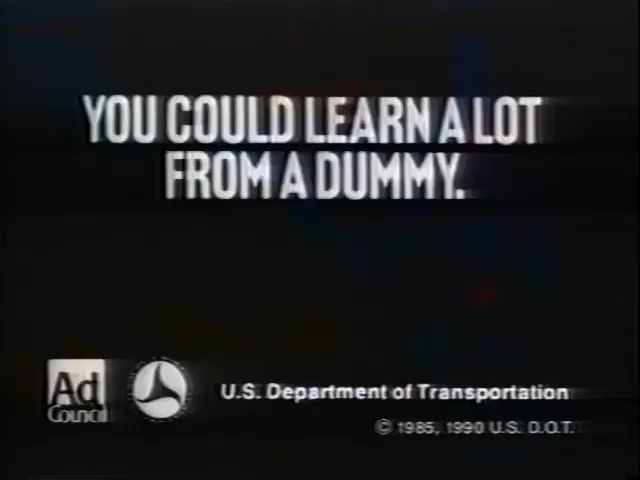 YOU COULD LEARN A LOT
FROM A DUMMY.
Ad
Council
U.S. Department of Transportation
© 1985, 1990 U.S. D.O.T.